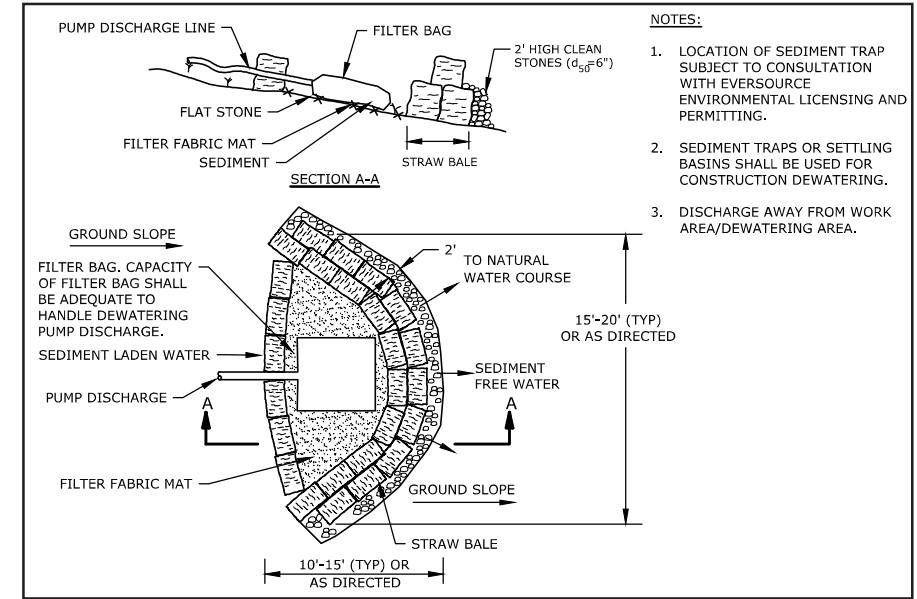 PUMP DISCHARGE LINE
FILTER BAG
2' HIGH CLEAN
STONES (d50=6")
FLAT STONE
FILTER FABRIC MAT
SEDIMENT
STRAW BALE
SECTION A-A
GROUND SLOPE
2'
TO NATURAL
WATER COURSE
FILTER BAG. CAPACITY
OF FILTER BAG SHALL
BE ADEQUATE TO
HANDLE DEWATERING
PUMP DISCHARGE.
15'-20' (TYP)
OR AS DIRECTED
SEDIMENT LADEN WATER
SEDIMENT
FREE WATER
PUMP DISCHARGE
A
A
FILTER FABRIC MAT
GROUND SLOPE
STRAW BALE
10'-15' (TYP) OR
AS DIRECTED
NOTES:
1. LOCATION OF SEDIMENT TRAP
SUBJECT TO CONSULTATION
WITH EVERSOURCE
ENVIRONMENTAL LICENSING AND
PERMITTING.
2. SEDIMENT TRAPS OR SETTLING
BASINS SHALL BE USED FOR
CONSTRUCTION DEWATERING.
3. DISCHARGE AWAY FROM WORK
AREA/DEWATERING AREA.